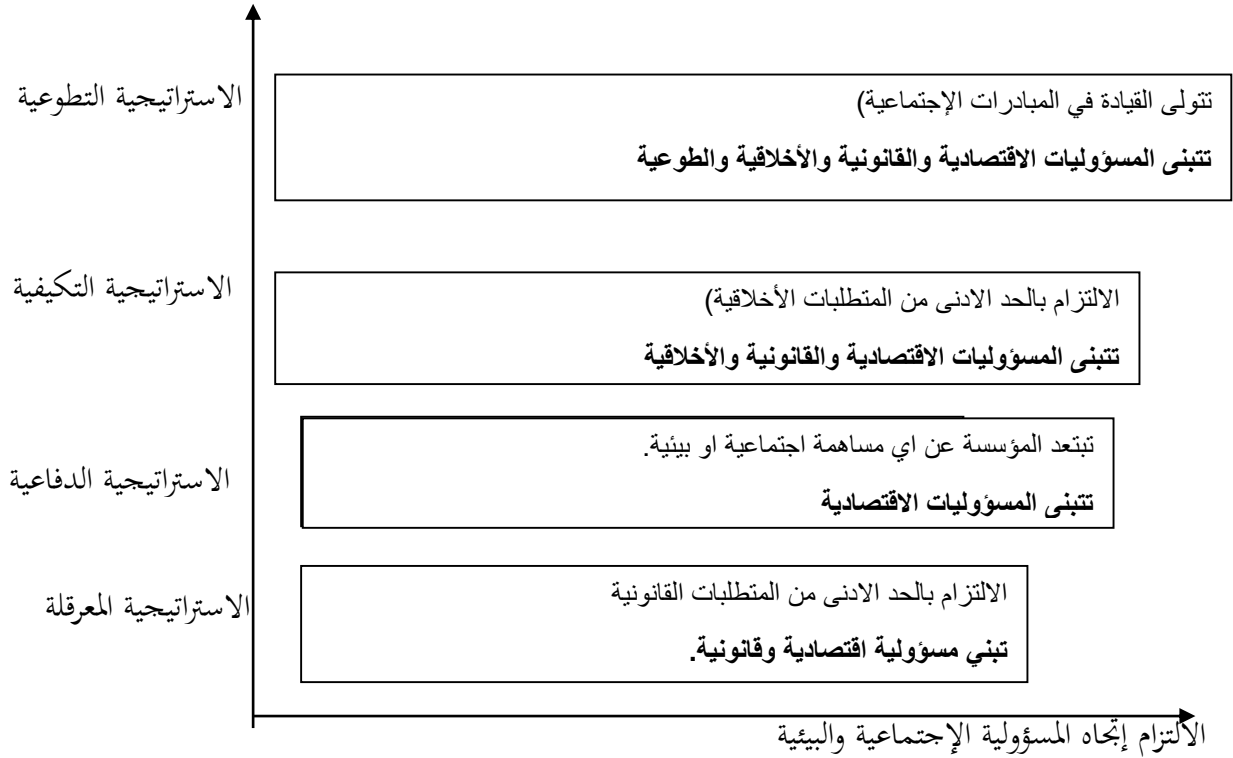 الاستراتيجية التطوعية
تتولى القيادة في المبادرات الإجتماعية)
تتبنى المسؤوليات الاقتصادية والقانونية والأخلاقية والطوعية
الاستراتيجية التكيفية
الالتزام بالحد الادنى من المتطلبات الأخلاقية)
تتبنى المسؤوليات الاقتصادية والقانونية والأخلاقية
الاستراتيجية الدفاعية
تبتعد المؤسسة عن اي مساهمة اجتماعية او بيئية.
تتبنى المسؤوليات الاقتصادية
الاستراتيجية المعرقلة
الالتزام بالحد الادنى من المتطلبات القانونية
تبني مسؤولية اقتصادية وقانونية.
الالتزام إتجاه المسؤولية الإجتماعية والبيئية